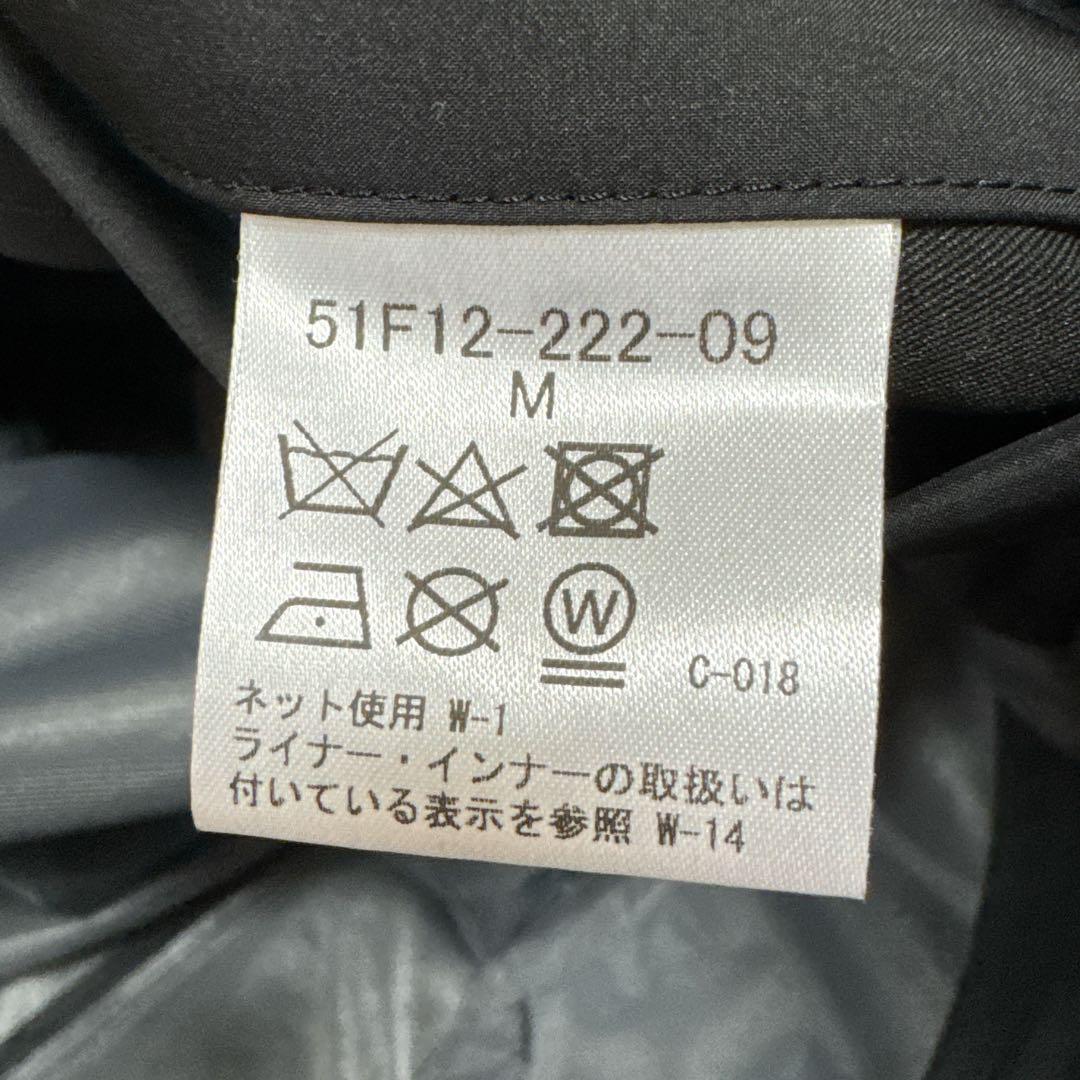 51F12-222-09
M
W
C-018
ネット使用 W-1
ライナー・インナーの取扱いは
付いている表示を参照 W-14